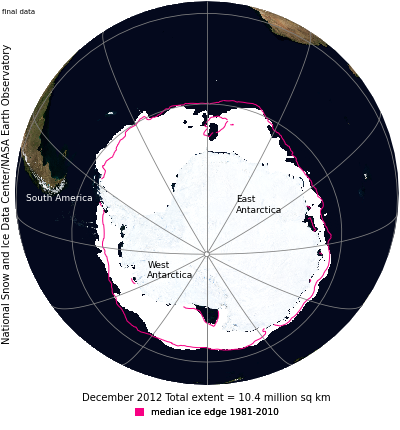 final data
National Snow and Ice Data Center/NASA Earth Observatory
South America
East
Antarctica
West
Antarctica
December 2012 Total extent = 10.4 million sq km
median ice edge 1981-2010